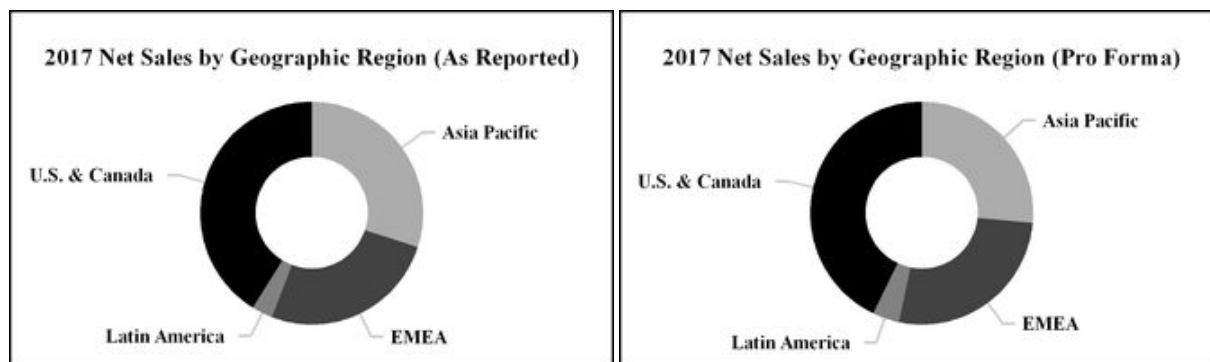 2017 Net Sales by Geographic Region (As Reported)
Asia Pacific
U.S. & Canada
Latin America
EMEA
2017 Net Sales by Geographic Region (Pro Forma)
Asia Pacific
U.S. & Canada
Latin America
EMEA